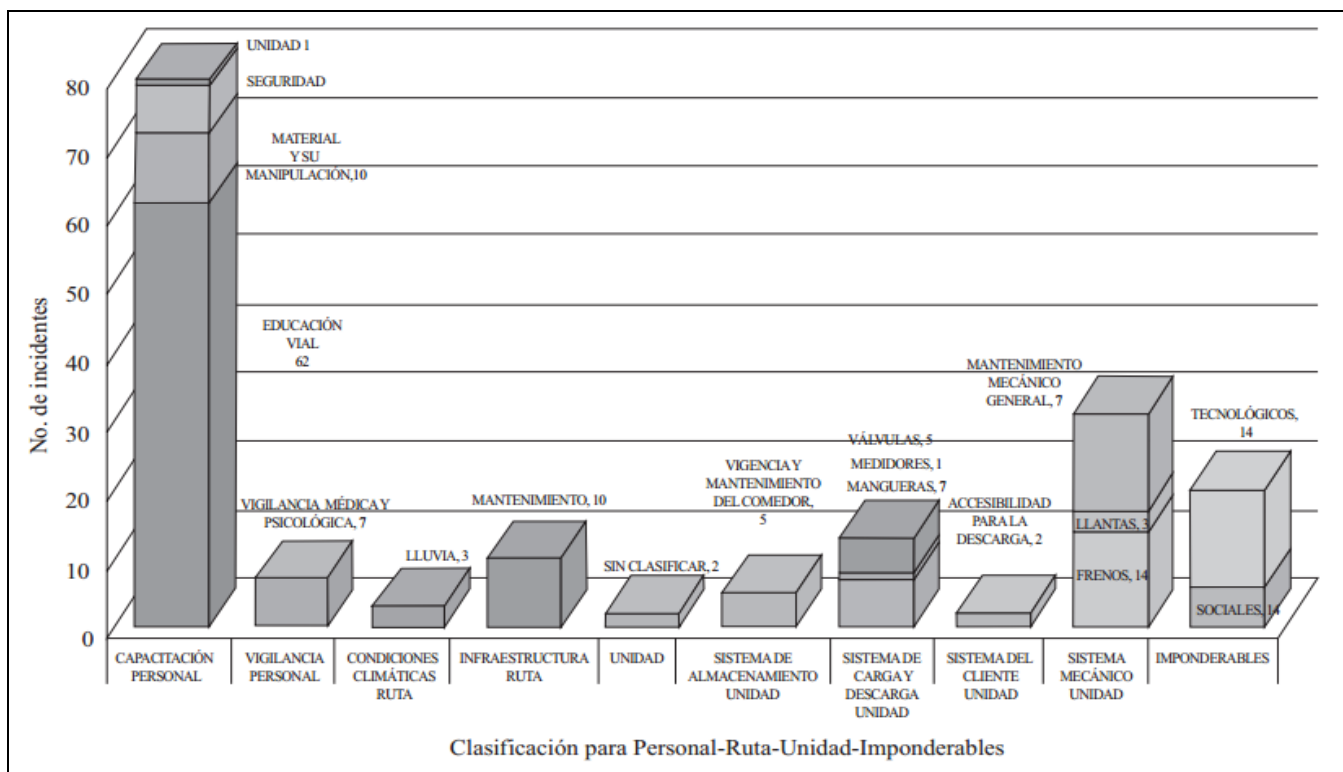 UNIDAD 1
SEGURIDAD
MATERIAL
Y SU
MANIPULACIÓN,10
EDUCACIÓN
VIAL
62
VIGILANCIA MÉDICA Y
PSICOLÓGICA, 7
LLUVIA, 3
MANTENIMIENTO, 10
SIN CLASIFICAR, 2
VIGENCIA Y
MANTENIMIENTO
DEL COMEDOR,
5
VÁLVULAS, 5
MEDIDORES, 1
MANGUERAS, 7
ACCESIBILIDAD
PARA LA
DESCARGA, 2
MANTENIMIENTO
MECÁNICO
GENERAL, 7
LLANTAS, 3
FRENOS, 14
TECNOLÓGICOS,
14
SOCIALES, 14
No. de incidentes
80
70
60
50
40
30
20
10
0
CAPACITACIÓN
PERSONAL
VIGILANCIA
PERSONAL
CONDICIONES
CLIMÁTICAS
RUTA
INFRAESTRUCTURA
RUTA
UNIDAD
SISTEMA DE
ALMACENAMIENTO
UNIDAD
SISTEMA DE
CARGA Y
DESCARGA
UNIDAD
SISTEMA DEL
CLIENTE
UNIDAD
SISTEMA
MECÁNICO
UNIDAD
IMPONDERABLES
Clasificación para Personal-Ruta-Unidad-Imponderables